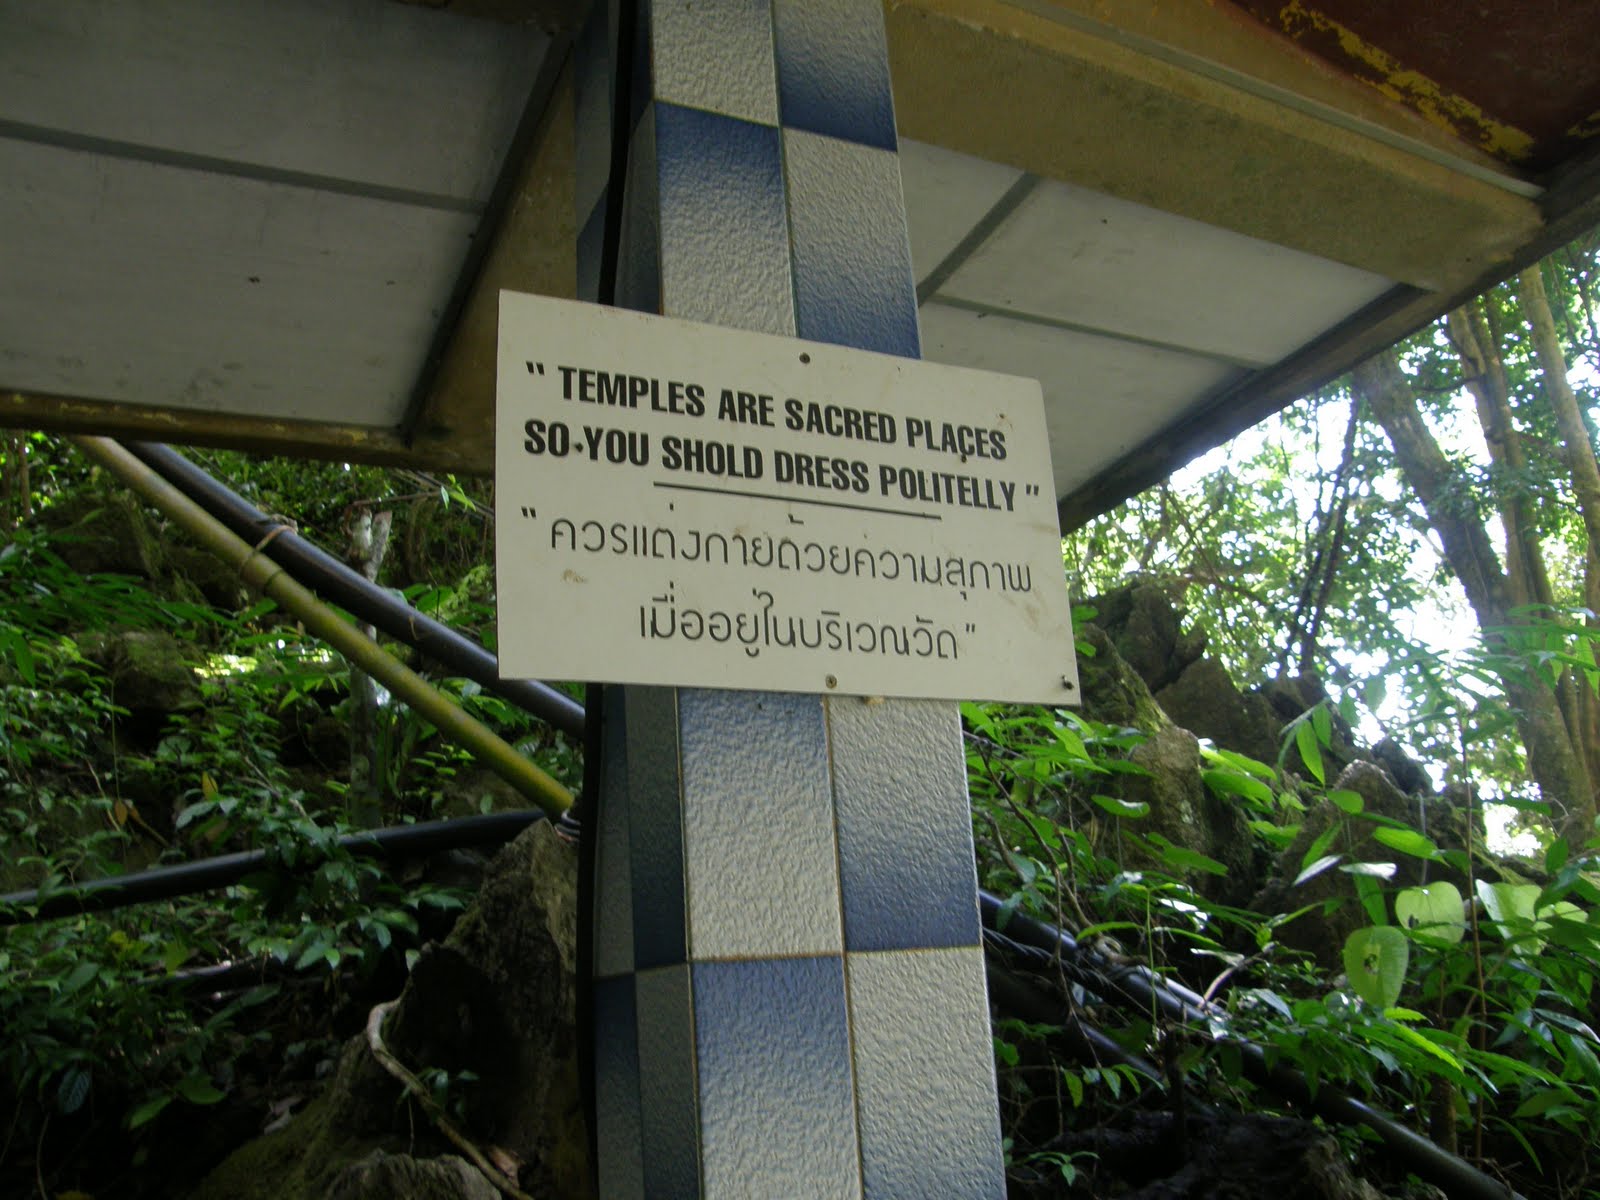 " TEMPLES ARE SACRED PLACES
SO YOU SHOLD DRESS POLITELLY "
" ควรแต่งกายด้วยความสุภาพ
เมื่ออยู่ในบริเวณวัด "